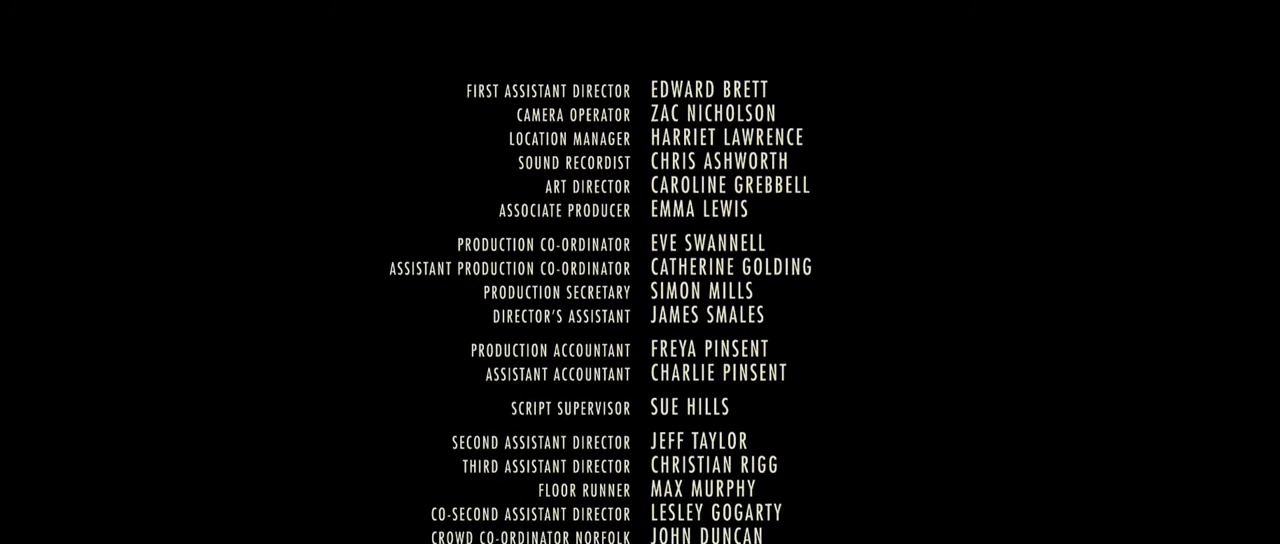 FIRST ASSISTANT DIRECTOR EDWARD BRETT
CAMERA OPERATOR ZAC NICHOLSON
LOCATION MANAGER HARRIET LAWRENCE
SOUND RECORDIST CHRIS ASHWORTH
ART DIRECTOR CAROLINE GREBBELL
ASSOCIATE PRODUCER EMMA LEWIS
PRODUCTION CO-ORDINATOR EVE SWANNELL
ASSISTANT PRODUCTION CO-ORDINATOR CATHERINE GOLDING
PRODUCTION SECRETARY SIMON MILLS
DIRECTOR'S ASSISTANT JAMES SMALES
PRODUCTION ACCOUNTANT FREYA PINSENT
ASSISTANT ACCOUNTANT CHARLIE PINSENT
SCRIPT SUPERVISOR SUE HILLS
SECOND ASSISTANT DIRECTOR JEFF TAYLOR
THIRD ASSISTANT DIRECTOR CHRISTIAN RIGG
FLOOR RUNNER MAX MURPHY
CO-SECOND ASSISTANT DIRECTOR LESLEY GOGARTY
CROWD CO-ORDINATOR NORFOLK JOHN DUNCAN